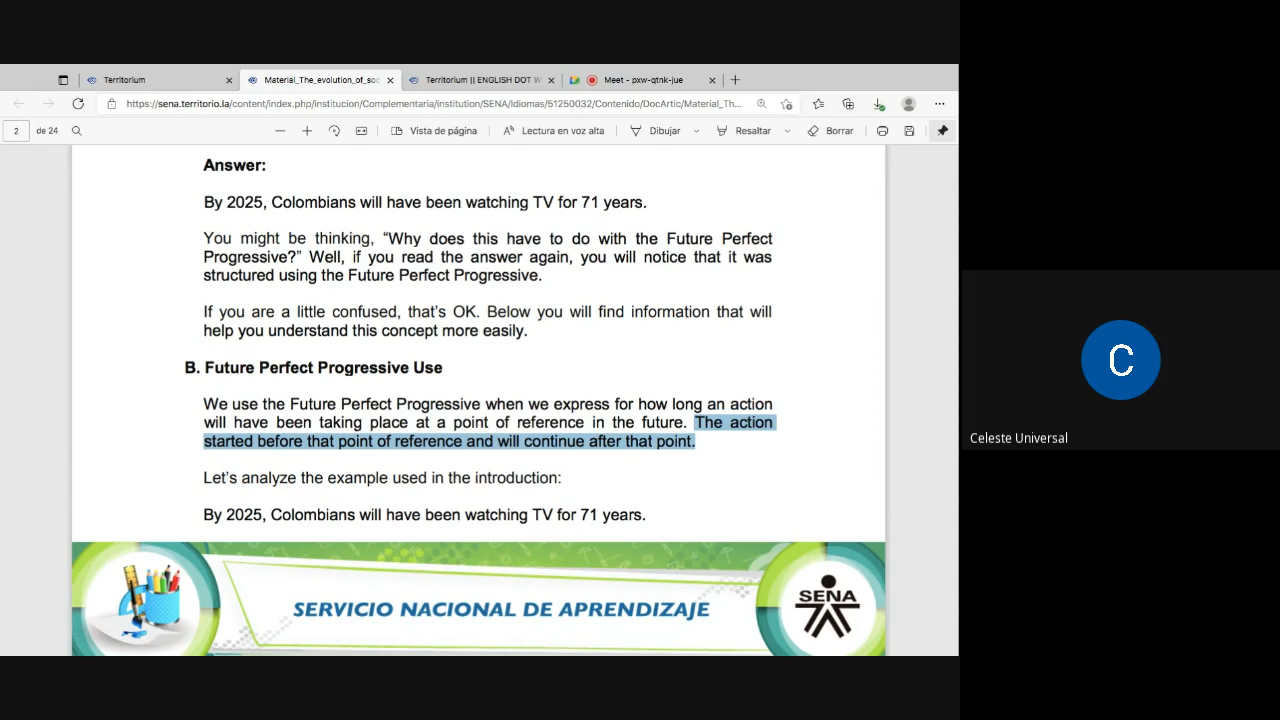 Territorium
Material_The_evolution_of_soc
Territorium || ENGLISH DOT W
Meet - pxw-qtnk-jue
https://sena.territorio.la/content/index.php/institucion/Complementaria/institution/SENA/Idiomas/51250032/Contenido/DocArtic/Material_Th...
2 de 24
Vista de página
Lectura en voz alta
Dibujar
Resaltar
Borrar
Answer:
By 2025, Colombians will have been watching TV for 71 years.
You might be thinking, “Why does this have to do with the Future Perfect
Progressive?” Well, if you read the answer again, you will notice that it was
structured using the Future Perfect Progressive.
If you are a little confused, that’s OK. Below you will find information that will
help you understand this concept more easily.
B. Future Perfect Progressive Use
We use the Future Perfect Progressive when we express for how long an action
will have been taking place at a point of reference in the future. The action
started before that point of reference and will continue after that point.
Let’s analyze the example used in the introduction:
By 2025, Colombians will have been watching TV for 71 years.
SERVICIO NACIONAL DE APRENDIZAJE
SENA
C
Celeste Universal